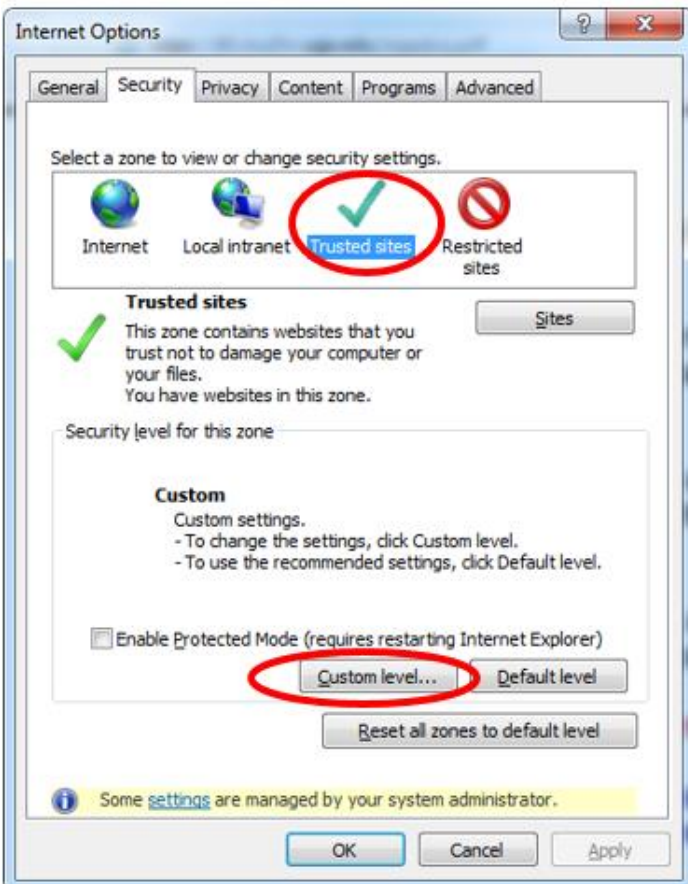 Internet Options
General Security Privacy Content Programs Advanced
Select a zone to view or change security settings.
Internet Local intranet Trusted sites Restricted
sites
Trusted sites
Sites
This zone contains websites that you
trust not to damage your computer or
your files.
You have websites in this zone.
Security level for this zone
Custom
Custom settings.
- To change the settings, click Custom level.
- To use the recommended settings, click Default level.
Enable Protected Mode (requires restarting Internet Explorer)
Custom level... Default level
Reset all zones to default level
Some settings are managed by your system administrator.
OK Cancel Apply